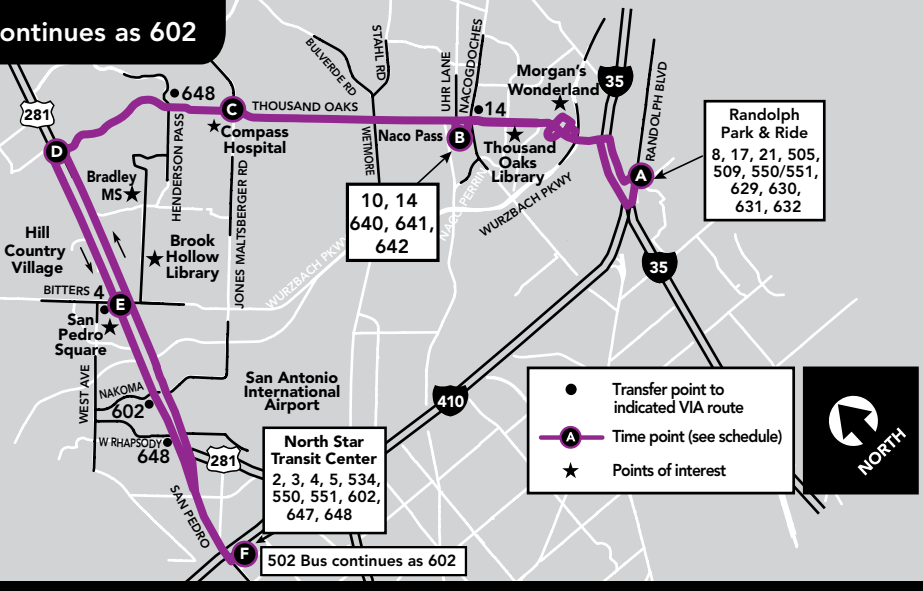 ontinues as 602
281
D
648
C
THOUSAND OAKS
Compass
Hospital
HENDERSON PASS
Bradley
MS
Hill
Country
Village
Brook
Hollow
Library
JONES MALTSBERGER RD
BULVERDE RD
STAHL RD
WETMORE
UHR LANE
NACOGDOCHES
14
Naco Pass
B
Morgan's
Wonderland
Thousand
Oaks
Library
35
RANDOLPH BLVD
A
Randolph
Park & Ride
8, 17, 21, 505,
509, 550/551,
629, 630,
631, 632
10, 14
640, 641,
642
NACO PERRIN
WURZBACH PKWY
WURZBACH PKWY
35
BITTERS
4
E
San
Pedro
Square
WEST AVE
NAKOMA
602
W RHAPSODY
648
281
San Antonio
International
Airport
410
SAN PEDRO
North Star
Transit Center
2, 3, 4, 5, 534,
550, 551, 602,
647, 648
F
502 Bus continues as 602
Transfer point to
indicated VIA route
A
Time point (see schedule)
Points of interest
NORTH